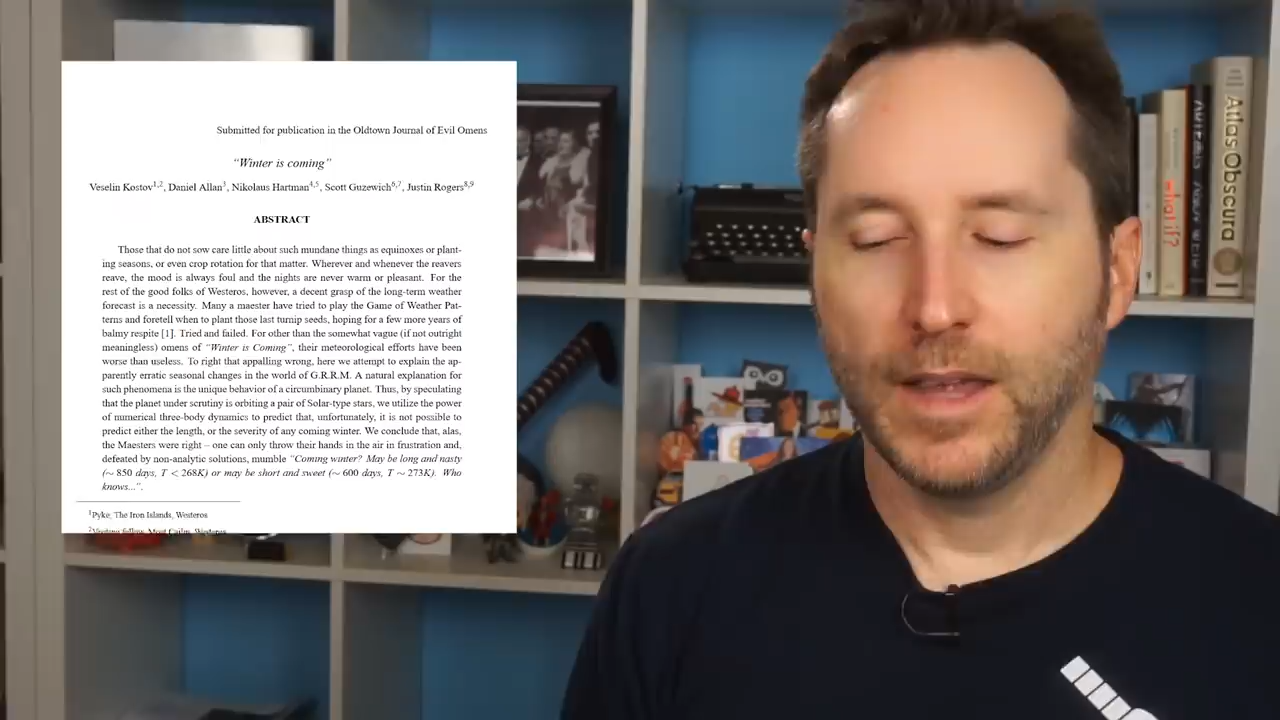 Submitted for publication in the Oldtown Journal of Evil Omens
“Winter is coming”
Veselin Kostov1,2, Daniel Allan3, Nikolaus Hartman4,5, Scott Guzewich6,7, Justin Rogers8,9
ABSTRACT
Those that do not sow care little about such mundane things as equinoxes or plant-
ing seasons, or even crop rotation for that matter. Wherever and whenever the reavers
reave, the mood is always foul and the nights are never warm or pleasant. For the
rest of the good folks of Westeros, however, a decent grasp of the long-term weather
forecast is a necessity. Many a maester have tried to play the Game of Weather Pat-
terns and foretell when to plant those last turnip seeds, hoping for a few more years of
balmy respite [1]. Tried and failed. For other than the somewhat vague (if not outright
meaningless) omens of “Winter is Coming”, their meteorological efforts have been
worse than useless. To right that appalling wrong, here we attempt to explain the ap-
parently erratic seasonal changes in the world of G.R.R.M. A natural explanation for
such phenomena is the unique behavior of a circumbinary planet. Thus, by speculating
that the planet under scrutiny is orbiting a pair of Solar-type stars, we utilize the power
of numerical three-body dynamics to predict that, unfortunately, it is not possible to
predict either the length, or the severity of any coming winter. We conclude that, alas,
the Maesters were right – one can only throw their hands in the air in frustration and,
defeated by non-analytic solutions, mumble “Coming winter? May be long and nasty
(∼ 850 days, T < 268K) or may be short and sweet (∼ 600 days, T ∼ 273K). Who
knows...”.
1Pyke, The Iron Islands, Westeros
2Visiting fellow, Moat Cailin, Westeros
what if?
Atlas Obscura